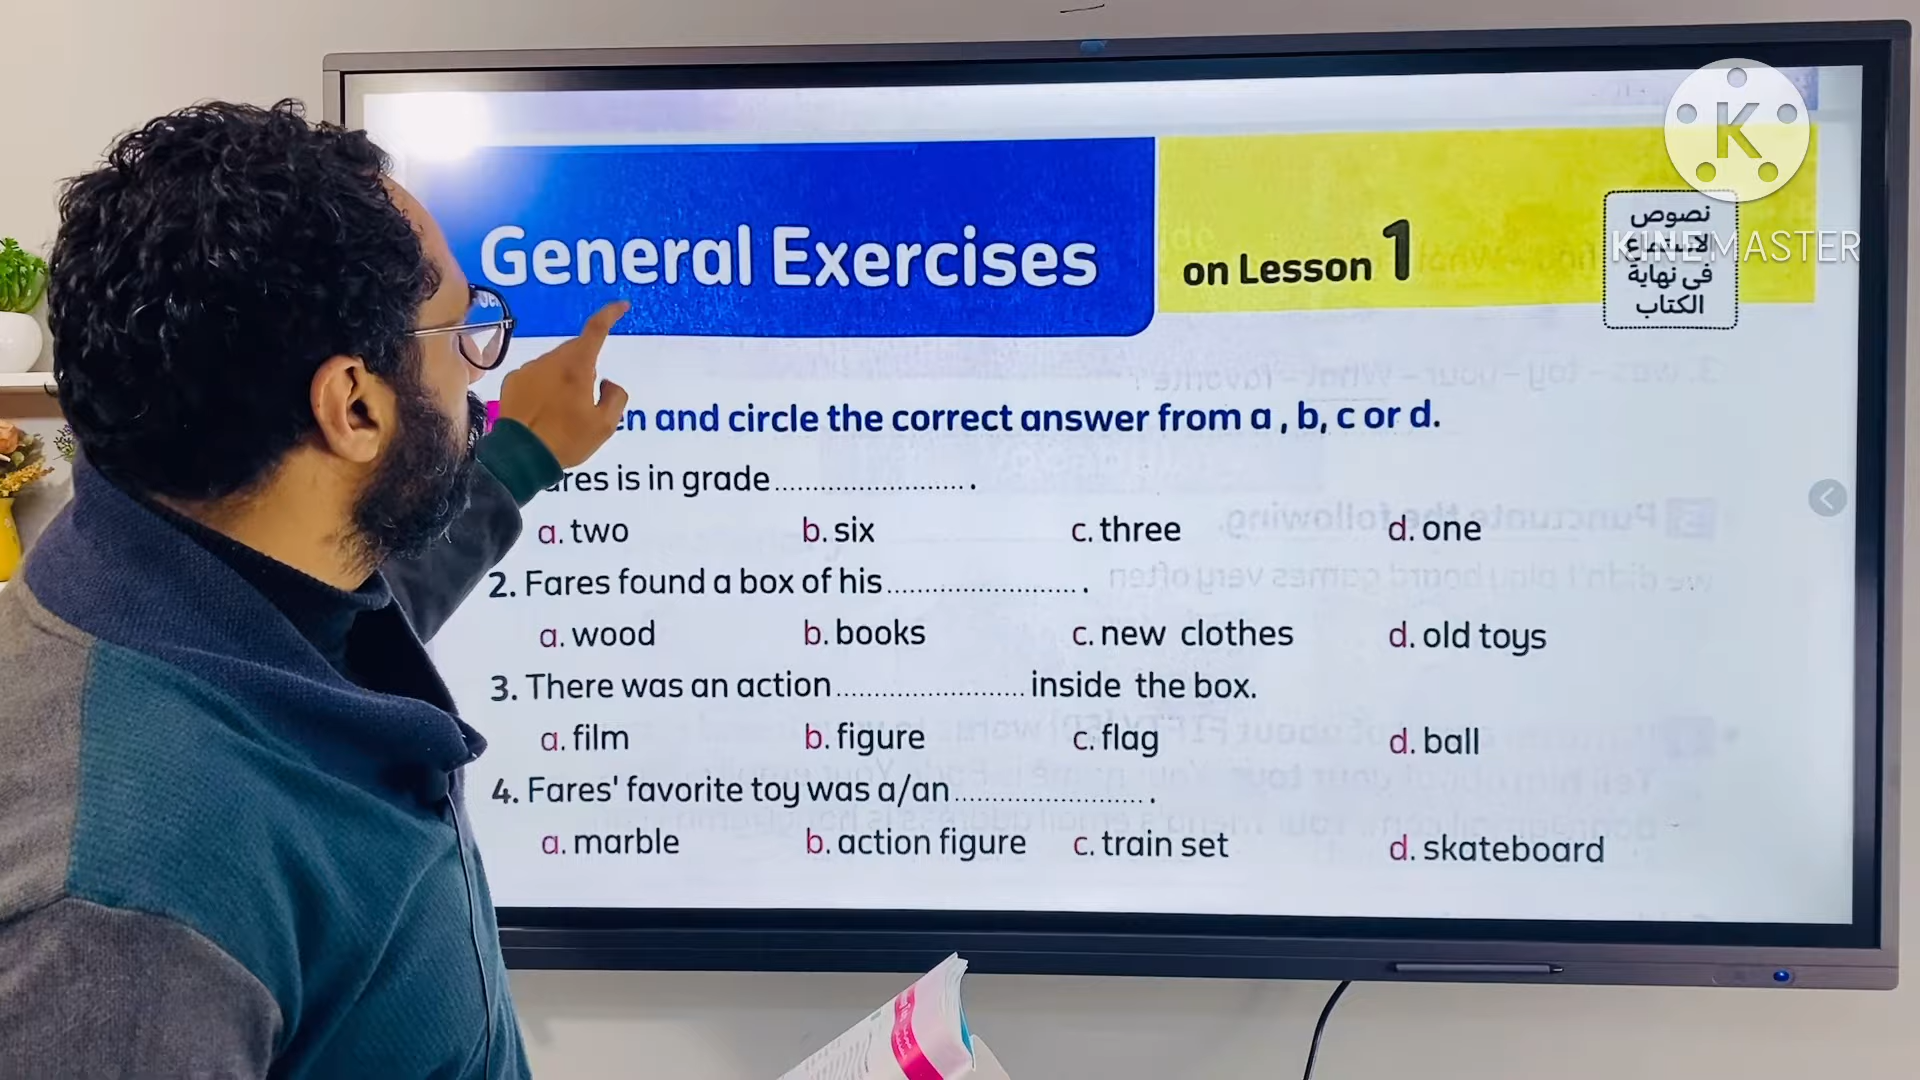 K
KINEMASTER
General Exercises
on Lesson 1
نصوص
الاستماع
فى نهاية
الكتاب
and circle the correct answer from a , b, c or d.
is in grade ........................ .
a. two b. six c. three d. one
2. Fares found a box of his ........................ .
a. wood b. books c. new clothes d. old toys
3. There was an action ........................ inside the box.
a. film b. figure c. flag d. ball
4. Fares' favorite toy was a/an ........................ .
a. marble b. action figure c. train set d. skateboard